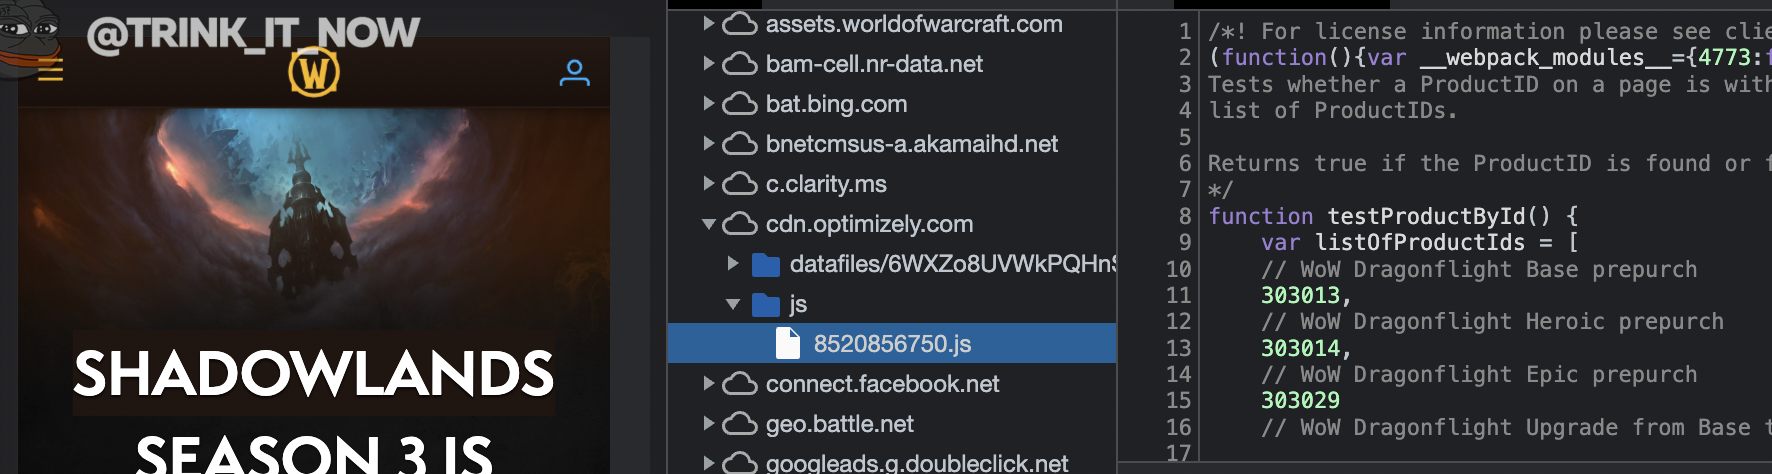 @TRINK_IT_NOW
W
SHADOWLANDS
SEASON 3 IS
assets.worldofwarcraft.com
bam-cell.nr-data.net
bat.bing.com
bnetcmsus-a.akamaihd.net
c.clarity.ms
cdn.optimizely.com
datafiles/6WXZo8UVWkPQHnS
js
8520856750.js
connect.facebook.net
geo.battle.net
googleads.g.doubleclick.net
1 /*! For license information please see clie
2 (function(){var __webpack_modules__={4773:f
3 Tests whether a ProductID on a page is with
4 list of ProductIDs.
5
6 Returns true if the ProductID is found or f
7 */
8 function testProductById() {
9 var listOfProductIds = [
10 // WoW Dragonflight Base prepurch
11 303013,
12 // WoW Dragonflight Heroic prepurch
13 303014,
14 // WoW Dragonflight Epic prepurch
15 303029
16 // WoW Dragonflight Upgrade from Base t
17